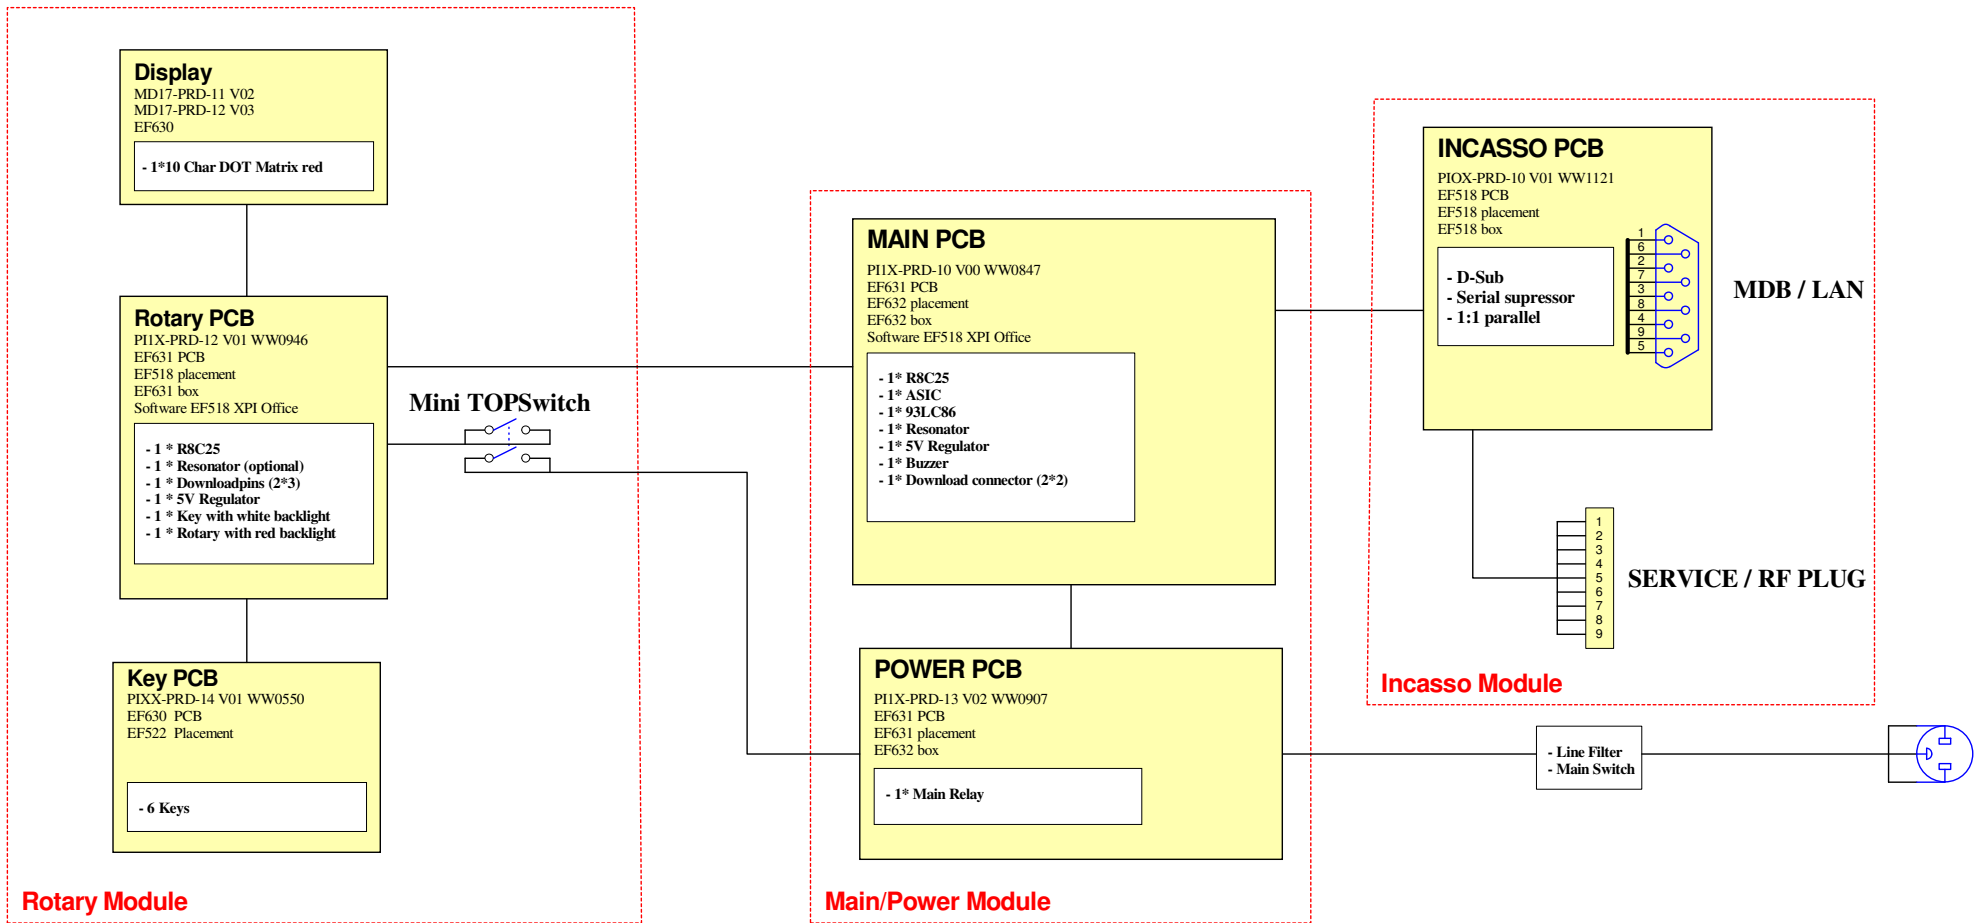 Display
MD17-PRD-11 V02
MD17-PRD-12 V03
EF630
- 1*10 Char DOT Matrix red
Rotary PCB
PI1X-PRD-12 V01 WW0946
EF631 PCB
EF518 placement
EF631 box
Software EF518 XPI Office
- 1 * R8C25
- 1 * Resonator (optional)
- 1 * Downloadpins (2*3)
- 1 * 5V Regulator
- 1 * Key with white backlight
- 1 * Rotary with red backlight
Key PCB
PIXX-PRD-14 V01 WW0550
EF630  PCB
EF522  Placement
- 6 Keys
Rotary Module
Mini TOPSwitch
MAIN PCB
PI1X-PRD-10 V00 WW0847
EF631 PCB
EF632 placement
EF632 box
Software EF518 XPI Office
- 1* R8C25
- 1* ASIC
- 1* 93LC86
- 1* Resonator
- 1* 5V Regulator
- 1* Buzzer
- 1* Download connector (2*2)
POWER PCB
PI1X-PRD-13 V02 WW0907
EF631 PCB
EF631 placement
EF632 box
- 1* Main Relay
Main/Power Module
INCASSO PCB
PIOX-PRD-10 V01 WW1121
EF518 PCB
EF518 placement
EF518 box
- D-Sub
- Serial supressor
- 1:1 parallel
1
6
2
7
3
8
4
9
5
MDB / LAN
1
2
3
4
5
6
7
8
9
SERVICE / RF PLUG
Incasso Module
- Line Filter
- Main Switch